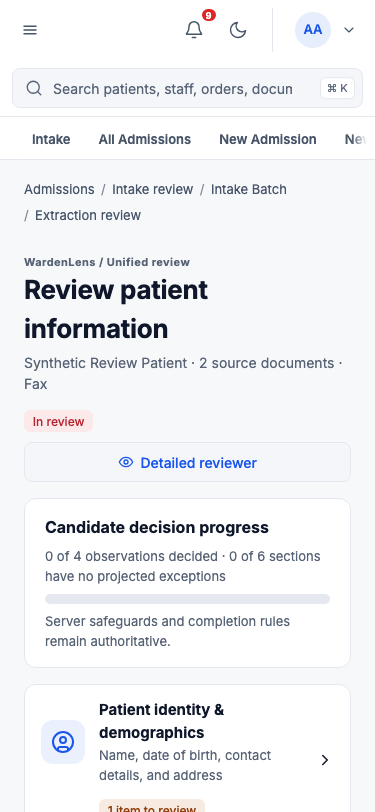 9
AA
Search patients, staff, orders, docun
⌘ K
Intake All Admissions New Admission Nev
Admissions / Intake review / Intake Batch
/ Extraction review
WardenLens / Unified review
Review patient
information
Synthetic Review Patient · 2 source documents ·
Fax
In review
Detailed reviewer
Candidate decision progress
0 of 4 observations decided · 0 of 6 sections
have no projected exceptions
Server safeguards and completion rules
remain authoritative.
Patient identity &
demographics
Name, date of birth, contact
details, and address
1 item to review